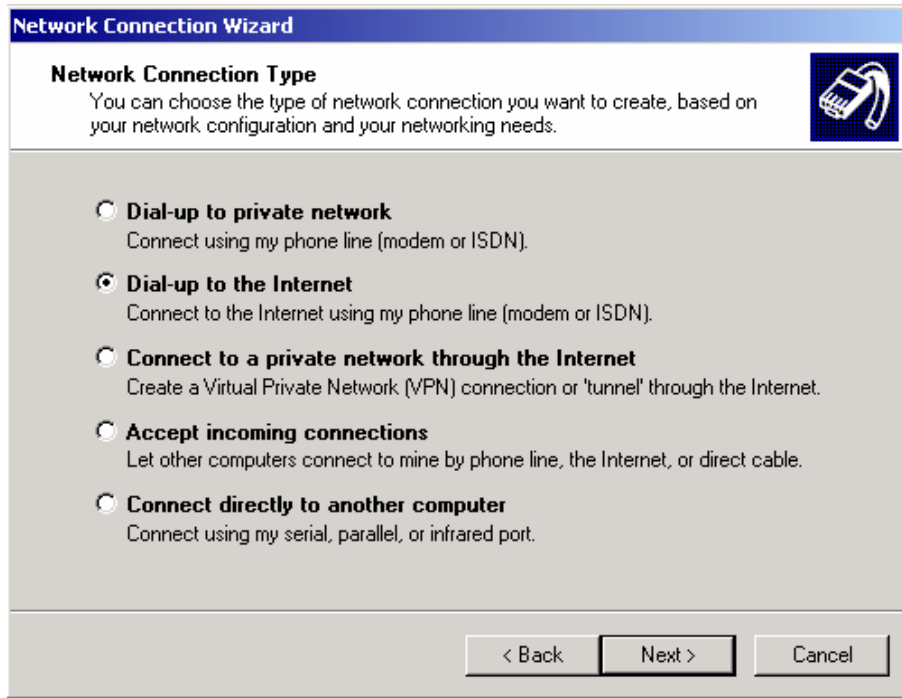 Network Connection Wizard
Network Connection Type
You can choose the type of network connection you want to create, based on
your network configuration and your networking needs.
Dial-up to private network
Connect using my phone line (modem or ISDN).
Dial-up to the Internet
Connect to the Internet using my phone line (modem or ISDN).
Connect to a private network through the Internet
Create a Virtual Private Network (VPN) connection or 'tunnel' through the Internet.
Accept incoming connections
Let other computers connect to mine by phone line, the Internet, or direct cable.
Connect directly to another computer
Connect using my serial, parallel, or infrared port.
< Back Next > Cancel